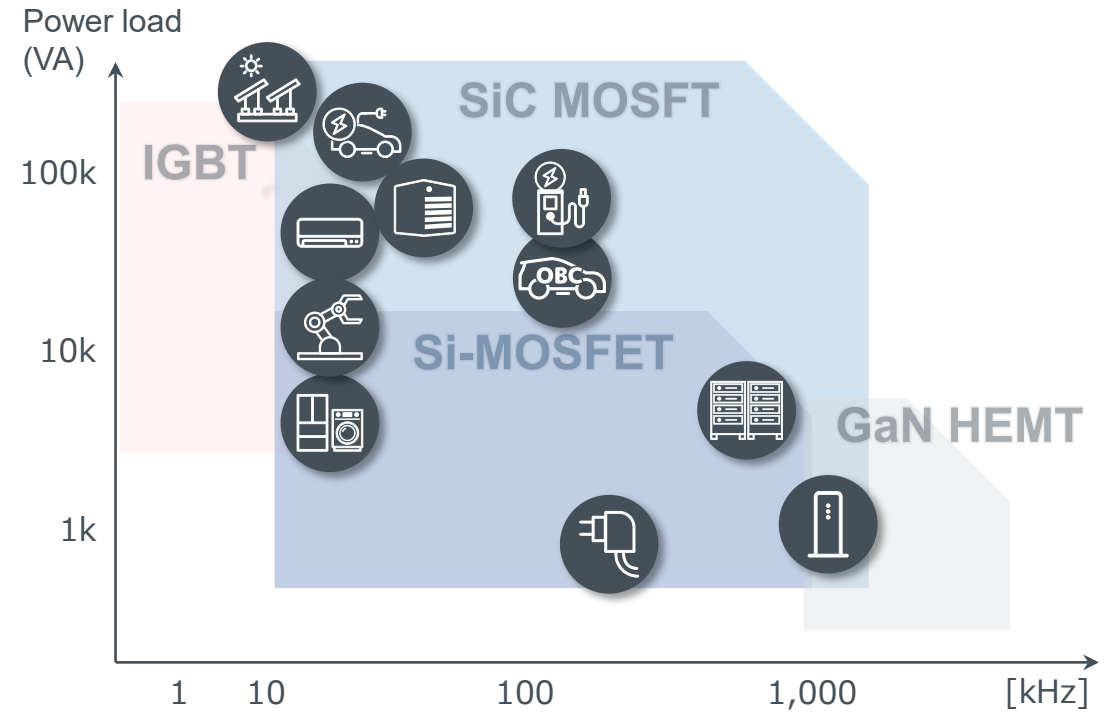 Power load
(VA)
SiC MOSFT
IGBT
100k
OBC
10k
Si-MOSFET
GaN HEMT
1k
1 10 100 1,000 [kHz]